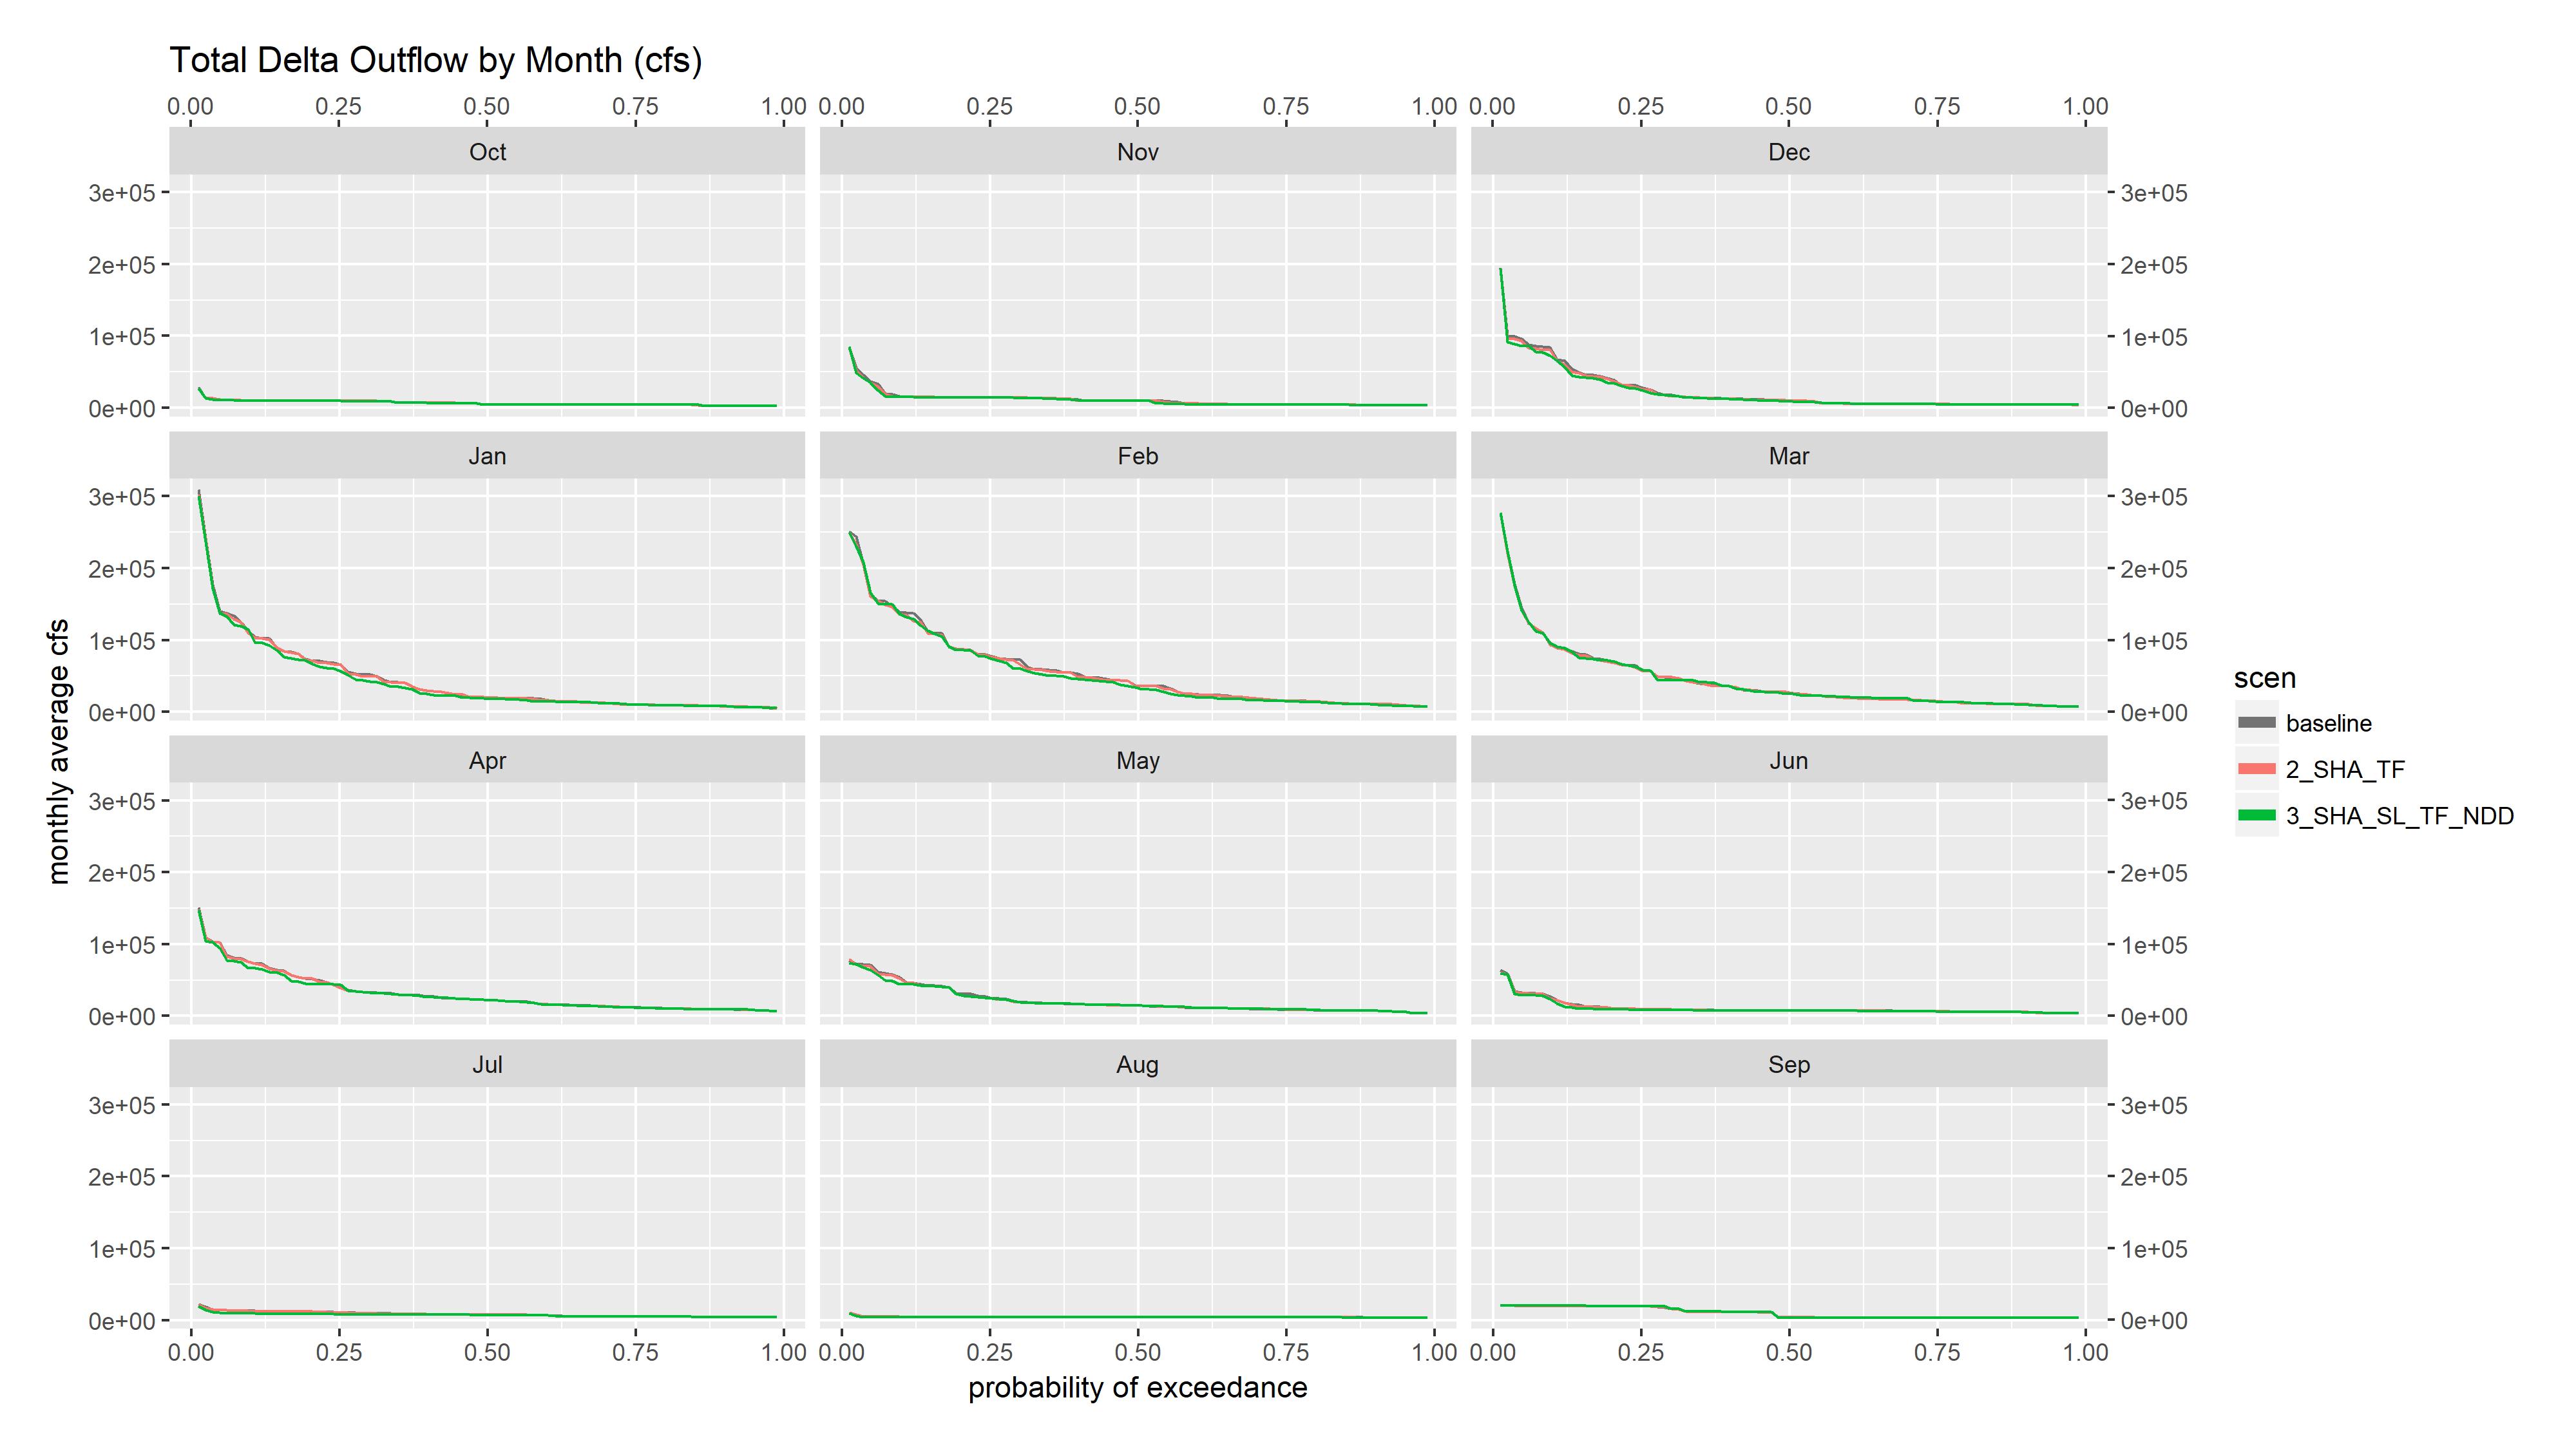 Total Delta Outflow by Month (cfs)
0.00 0.25 0.50 0.75 1.00 0.00 0.25 0.50 0.75 1.00 0.00 0.25 0.50 0.75 1.00
Oct Nov Dec
3e+05 3e+05
2e+05 2e+05
1e+05 1e+05
0e+00 0e+00
Jan Feb Mar
3e+05 3e+05
2e+05 2e+05
1e+05 1e+05
0e+00 0e+00
Apr May Jun
3e+05 3e+05
2e+05 2e+05
1e+05 1e+05
0e+00 0e+00
Jul Aug Sep
3e+05 3e+05
2e+05 2e+05
1e+05 1e+05
0e+00 0e+00
0.00 0.25 0.50 0.75 1.00 0.00 0.25 0.50 0.75 1.00 0.00 0.25 0.50 0.75 1.00
probability of exceedance
monthly average cfs
scen
baseline
2_SHA_TF
3_SHA_SL_TF_NDD